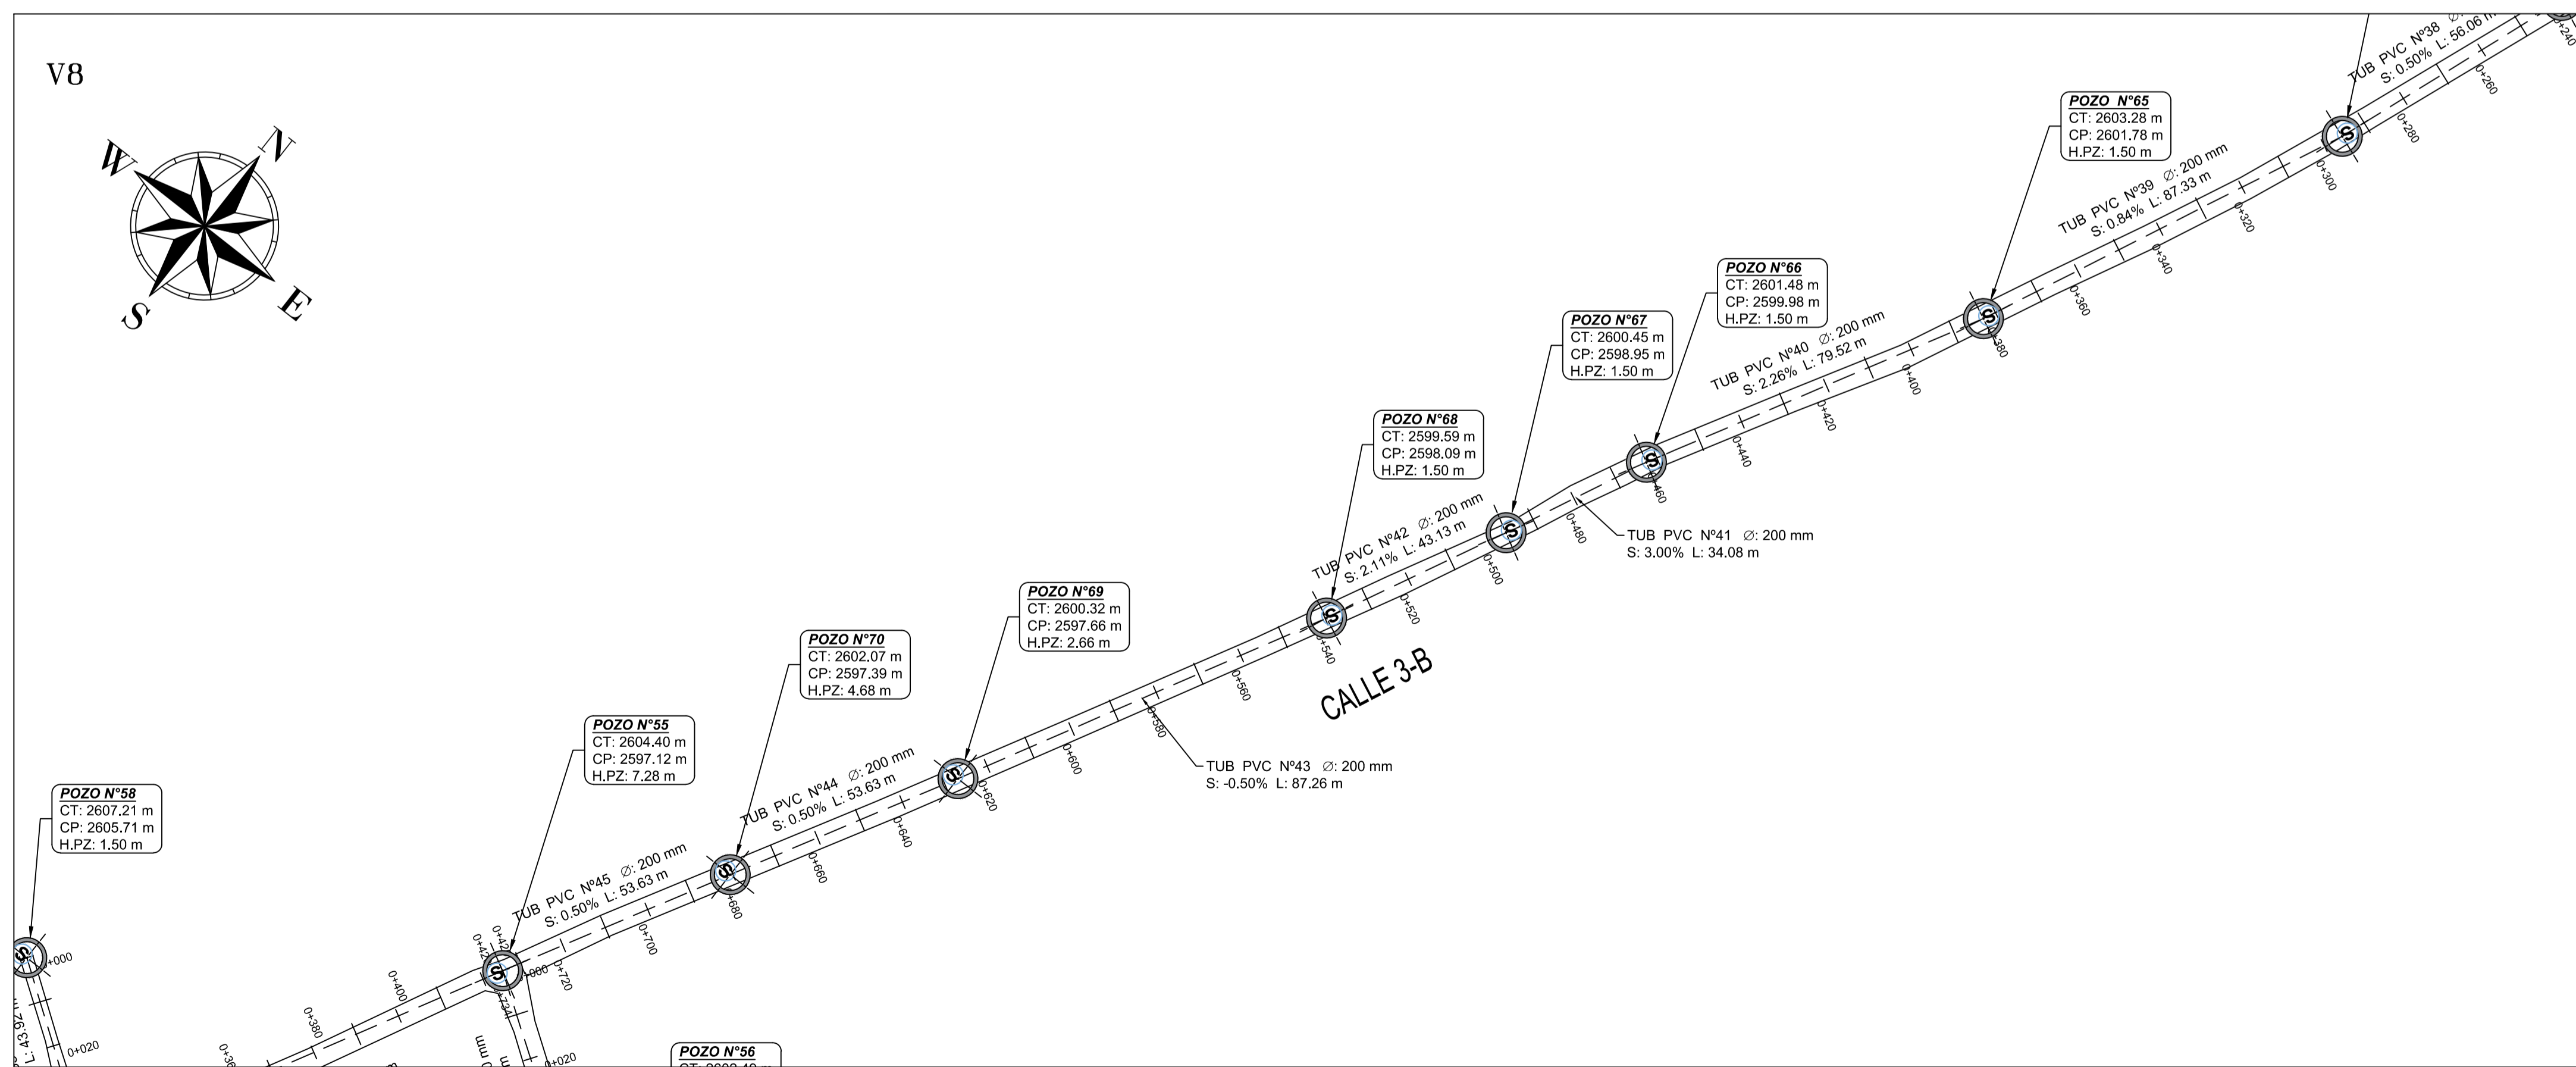 V8
N
W
S
E
TUB PVC Nº38
S: 0.50% L: 56.06 m
0+240
0+260
0+280
0+300
POZO N°65
CT: 2603.28 m
CP: 2601.78 m
H.PZ: 1.50 m
TUB PVC Nº39 Ø: 200 mm
S: 0.84% L: 87.33 m
0+320
0+340
0+360
S
S
POZO N°66
CT: 2601.48 m
CP: 2599.98 m
H.PZ: 1.50 m
TUB PVC Nº40 Ø: 200 mm
S: 2.26% L: 79.52 m
0+400
0+420
0+440
S
POZO N°67
CT: 2600.45 m
CP: 2598.95 m
H.PZ: 1.50 m
TUB PVC Nº41 Ø: 200 mm
S: 3.00% L: 34.08 m
0+480
0+500
S
POZO N°68
CT: 2599.59 m
CP: 2598.09 m
H.PZ: 1.50 m
TUB PVC Nº42 Ø: 200 mm
S: 2.11% L: 43.13 m
0+520
0+540
S
CALLE 3-B
POZO N°69
CT: 2600.32 m
CP: 2597.66 m
H.PZ: 2.66 m
0+560
0+580
0+600
0+620
S
TUB PVC Nº43 Ø: 200 mm
S: -0.50% L: 87.26 m
POZO N°70
CT: 2602.07 m
CP: 2597.39 m
H.PZ: 4.68 m
TUB PVC Nº44 Ø: 200 mm
S: 0.50% L: 53.63 m
0+640
0+660
S
POZO N°55
CT: 2604.40 m
CP: 2597.12 m
H.PZ: 7.28 m
TUB PVC Nº45 Ø: 200 mm
S: 0.50% L: 53.63 m
0+700
0+720
S
POZO N°58
CT: 2607.21 m
CP: 2605.71 m
H.PZ: 1.50 m
S
0+020
L: 43.92 m
0+380
0+400
POZO N°56